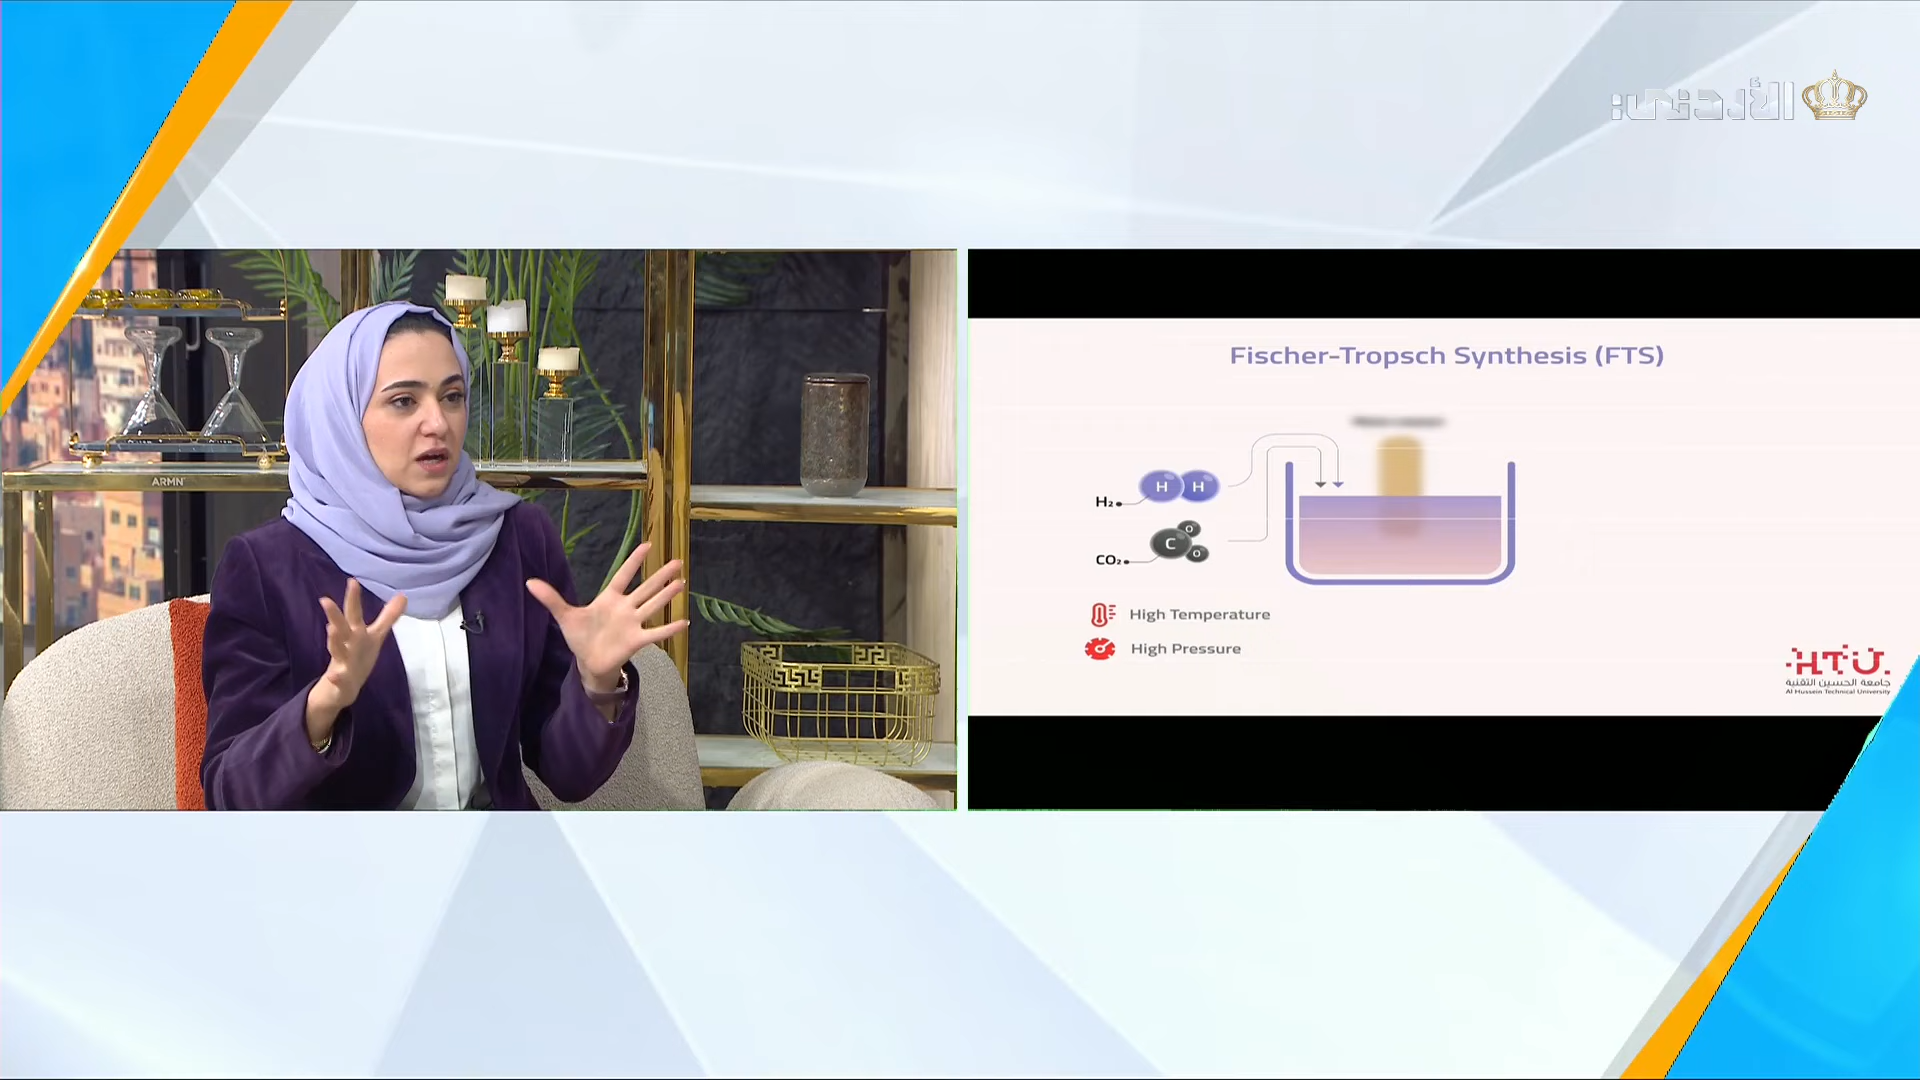 الأردني:
ARMN
Fischer-Tropsch Synthesis (FTS)
H H
H₂
O
C
O
CO₂
High Temperature
High Pressure
HTU
جامعة الحسين التقنية
Al Hussein Technical University